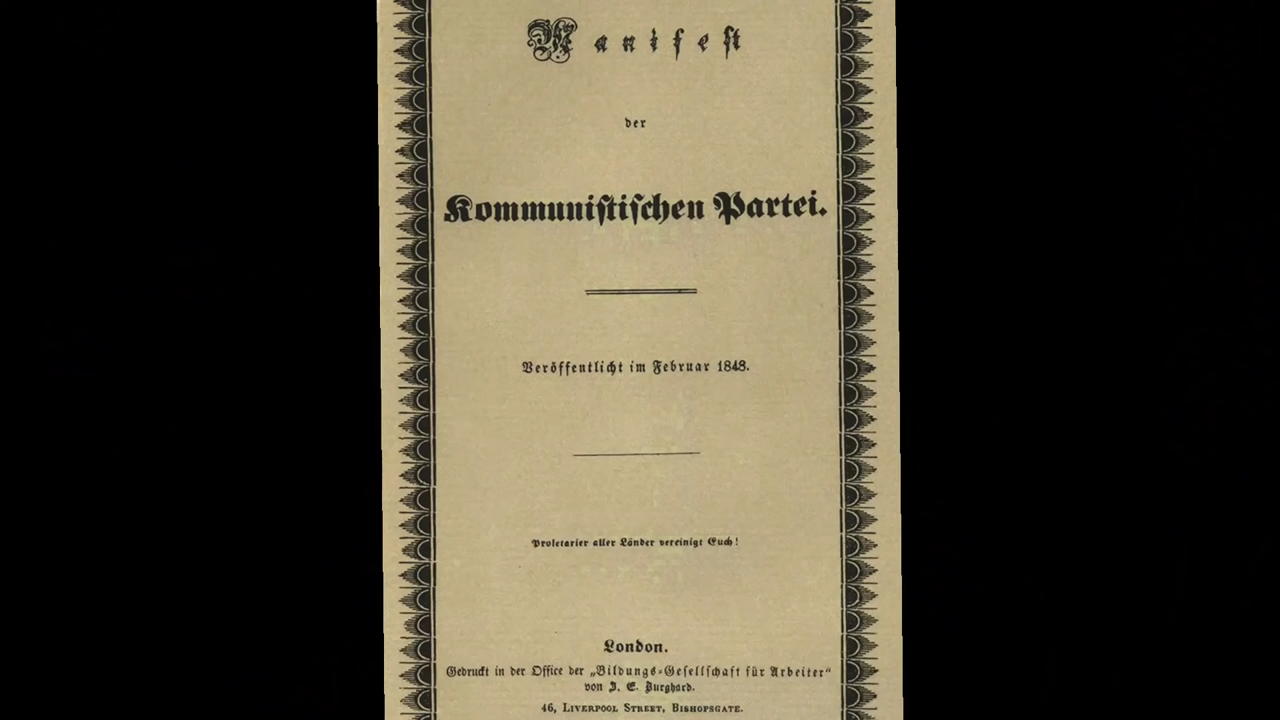 Manifest
der
Kommunistischen Partei.
Veröffentlicht im Februar 1848.
Proletarier aller Länder vereinigt Euch!
London.
Gedruckt in der Office der „Bildungs-Gesellschaft für Arbeiter“
von J. E. Burghard.
46, LIVERPOOL STREET, BISHOPSGATE.